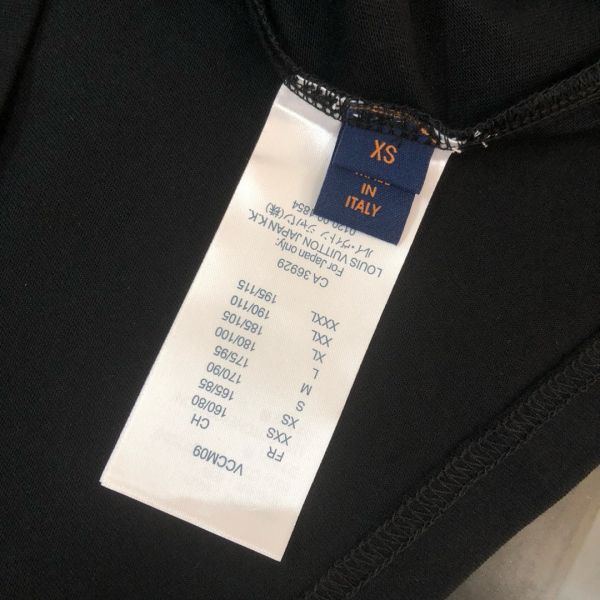 XS
IN
ITALY
VCCM09
FR CH
XXS 160/80
XS 165/85
S 170/90
M 175/95
L 180/100
XL 185/105
XXL 190/110
XXXL 195/115
CA 36929
For Japan only:
LOUIS VUITTON JAPAN K.K.
ルイ・ヴィトン ジャパン(株)
0120-00-1854